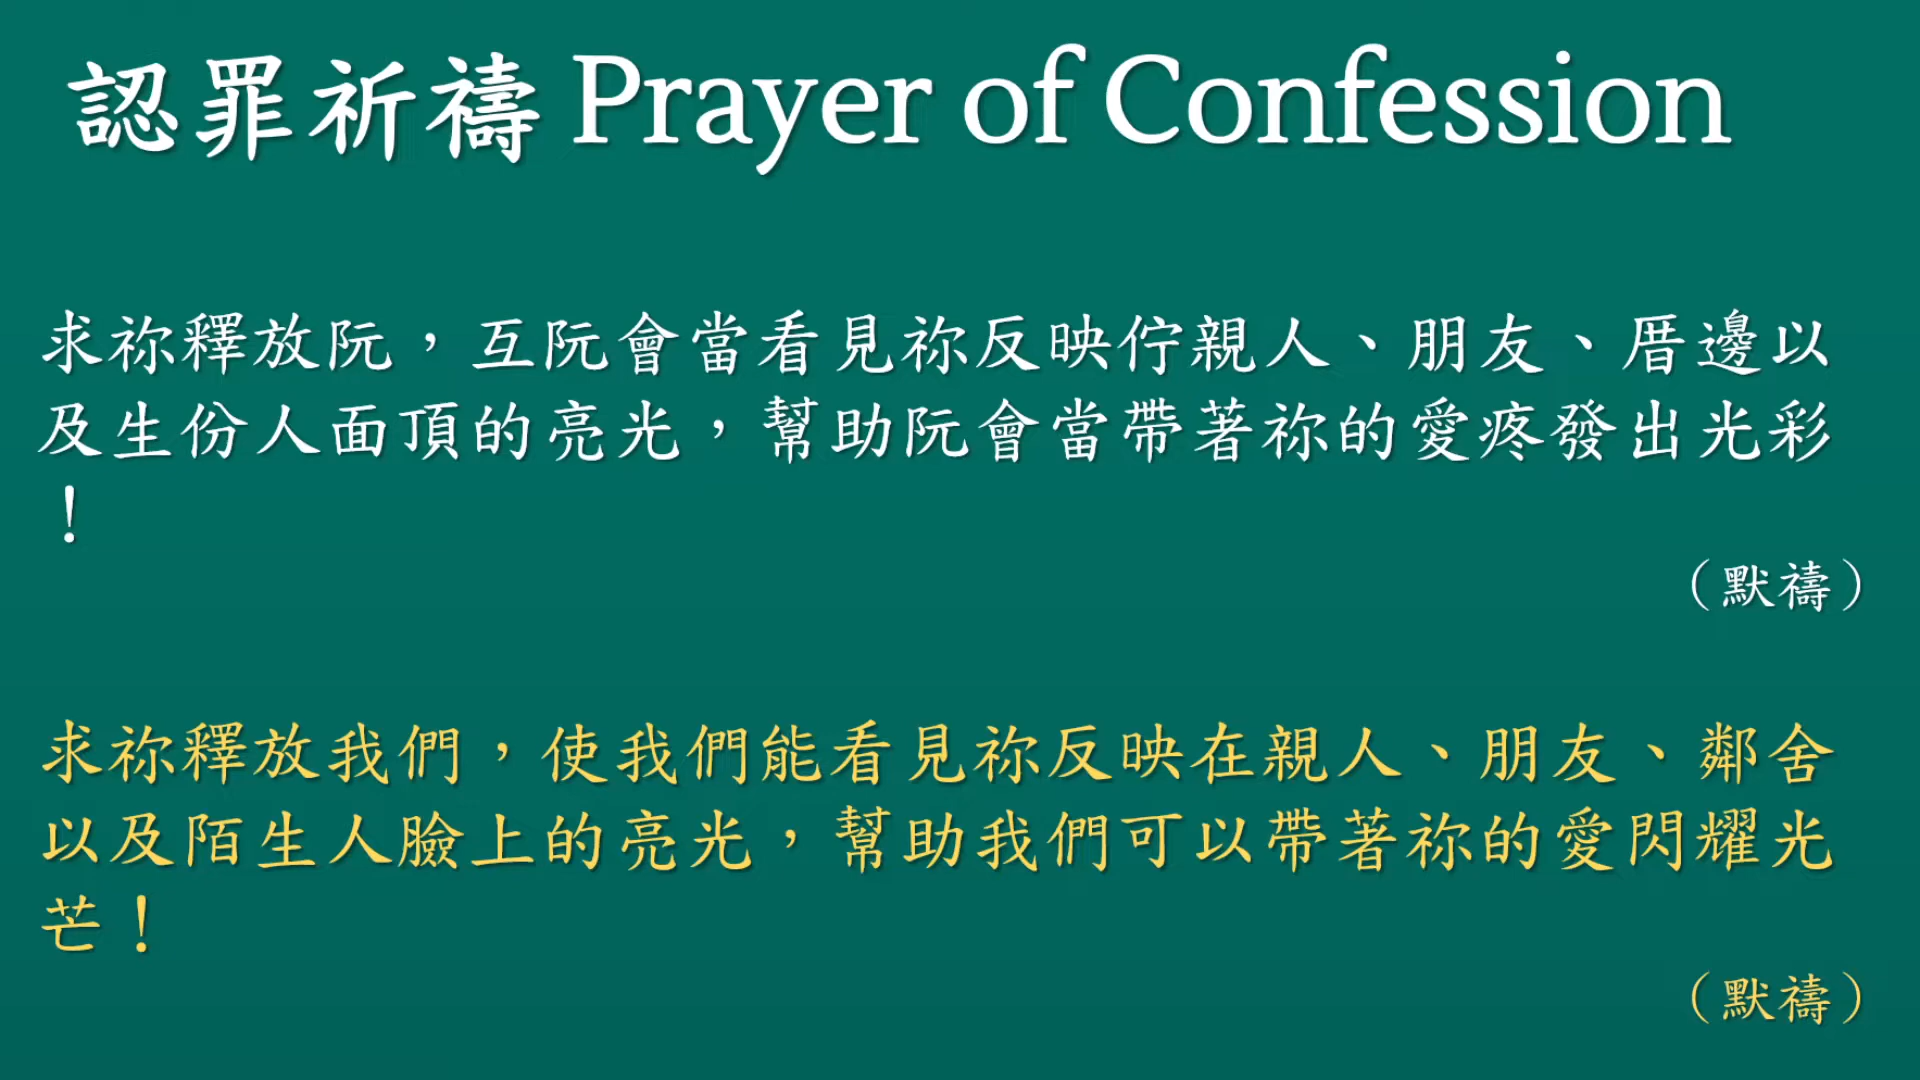 認罪祈禱 Prayer of Confession
求祢釋放阮，互阮會當看見祢反映佇親人、朋友、厝邊以
及生份人面頂的亮光，幫助阮會當帶著祢的愛疼發出光彩
！
（默禱）
求祢釋放我們，使我們能看見祢反映在親人、朋友、鄰舍
以及陌生人臉上的亮光，幫助我們可以帶著祢的愛閃耀光
芒！
（默禱）